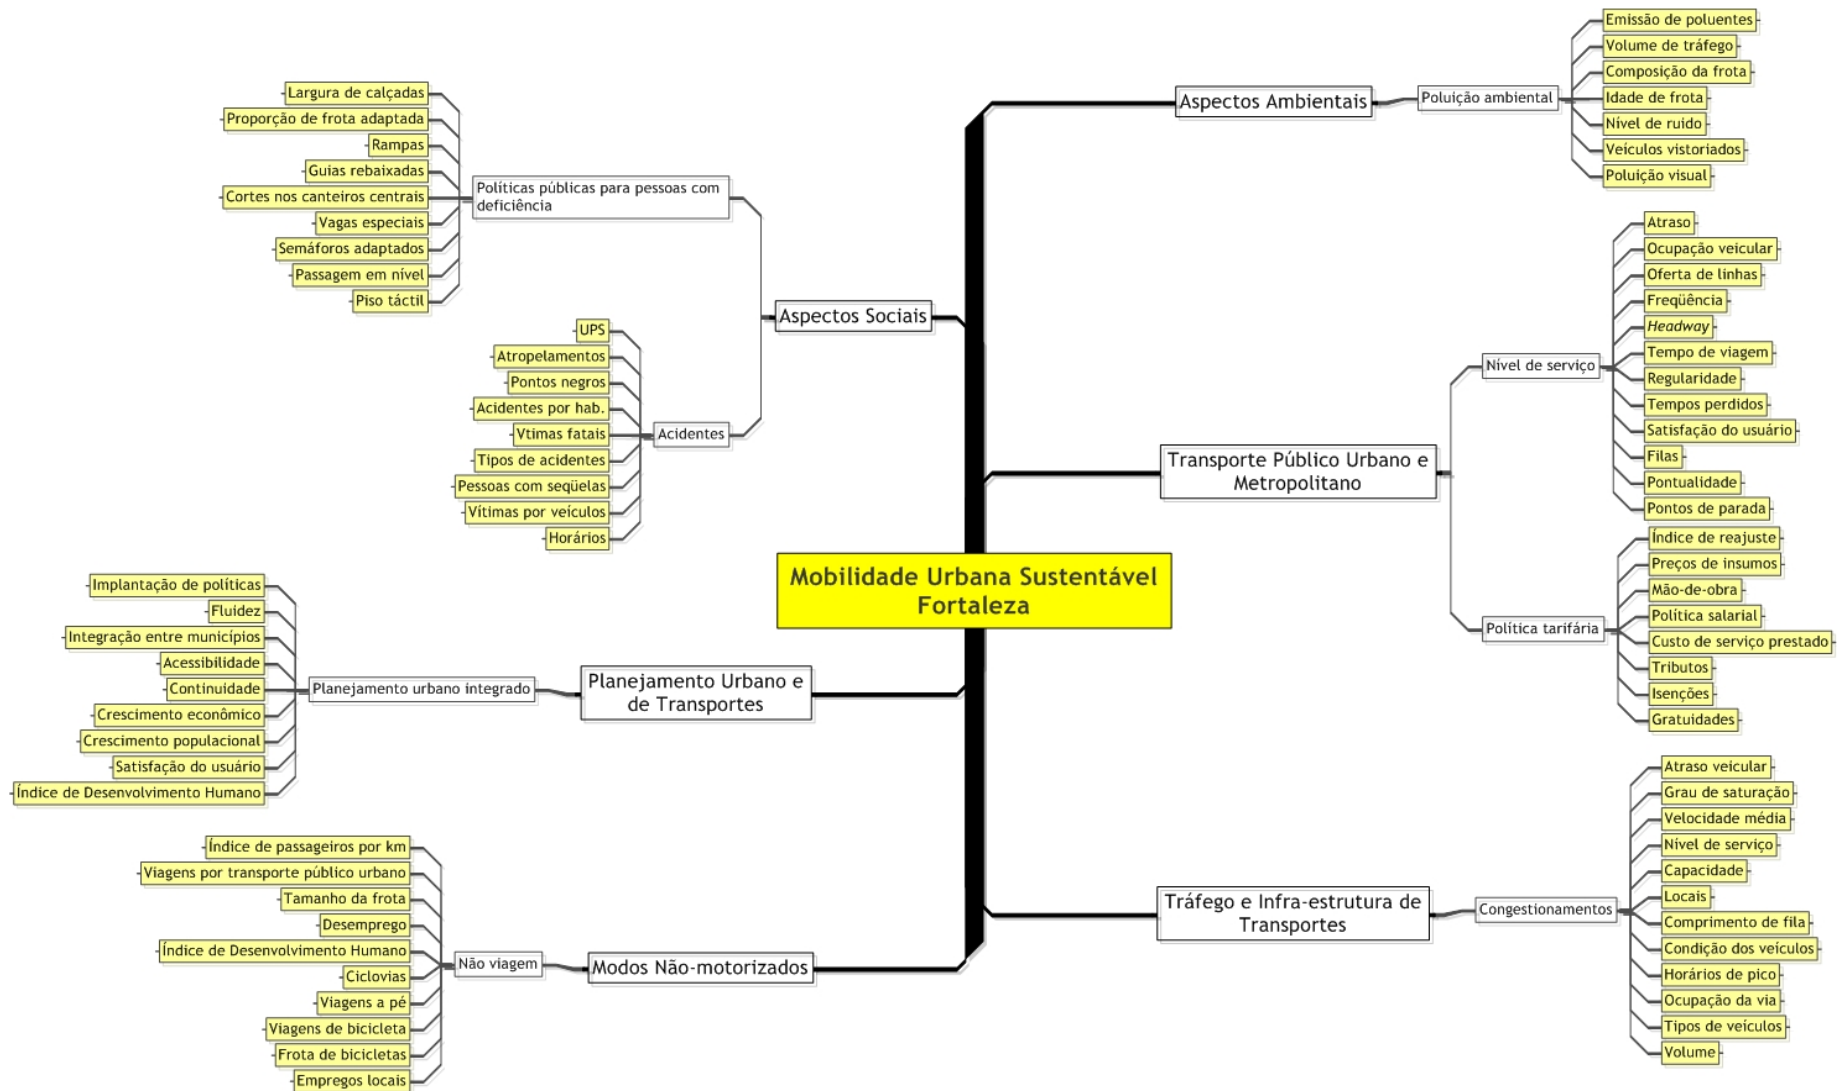 Mobilidade Urbana Sustentável
Fortaleza
Aspectos Ambientais
Poluição ambiental
Emissão de poluentes
Volume de tráfego
Composição da frota
Idade de frota
Nível de ruido
Veículos vistoriados
Poluição visual
Transporte Público Urbano e
Metropolitano
Nível de serviço
Atraso
Ocupação veicular
Oferta de linhas
Freqüência
Headway
Tempo de viagem
Regularidade
Tempos perdidos
Satisfação do usuário
Filas
Pontualidade
Pontos de parada
Política tarifária
Índice de reajuste
Preços de insumos
Mão-de-obra
Política salarial
Custo de serviço prestado
Tributos
Isenções
Gratuidades
Tráfego e Infra-estrutura de
Transportes
Congestionamentos
Atraso veicular
Grau de saturação
Velocidade média
Nível de serviço
Capacidade
Locais
Comprimento de fila
Condição dos veículos
Horários de pico
Ocupação da via
Tipos de veículos
Volume
Aspectos Sociais
Políticas públicas para pessoas com
deficiência
Largura de calçadas
Proporção de frota adaptada
Rampas
Guias rebaixadas
Cortes nos canteiros centrais
Vagas especiais
Semáforos adaptados
Passagem em nível
Piso táctil
Acidentes
UPS
Atropelamentos
Pontos negros
Acidentes por hab.
Vtimas fatais
Tipos de acidentes
Pessoas com seqüelas
Vítimas por veículos
Horários
Planejamento Urbano e
de Transportes
Planejamento urbano integrado
Implantação de políticas
Fluidez
Integração entre municípios
Acessibilidade
Continuidade
Crescimento econômico
Crescimento populacional
Satisfação do usuário
Índice de Desenvolvimento Humano
Modos Não-motorizados
Não viagem
Índice de passageiros por km
Viagens por transporte público urbano
Tamanho da frota
Desemprego
Índice de Desenvolvimento Humano
Ciclovias
Viagens a pé
Viagens de bicicleta
Frota de bicicletas
Empregos locais